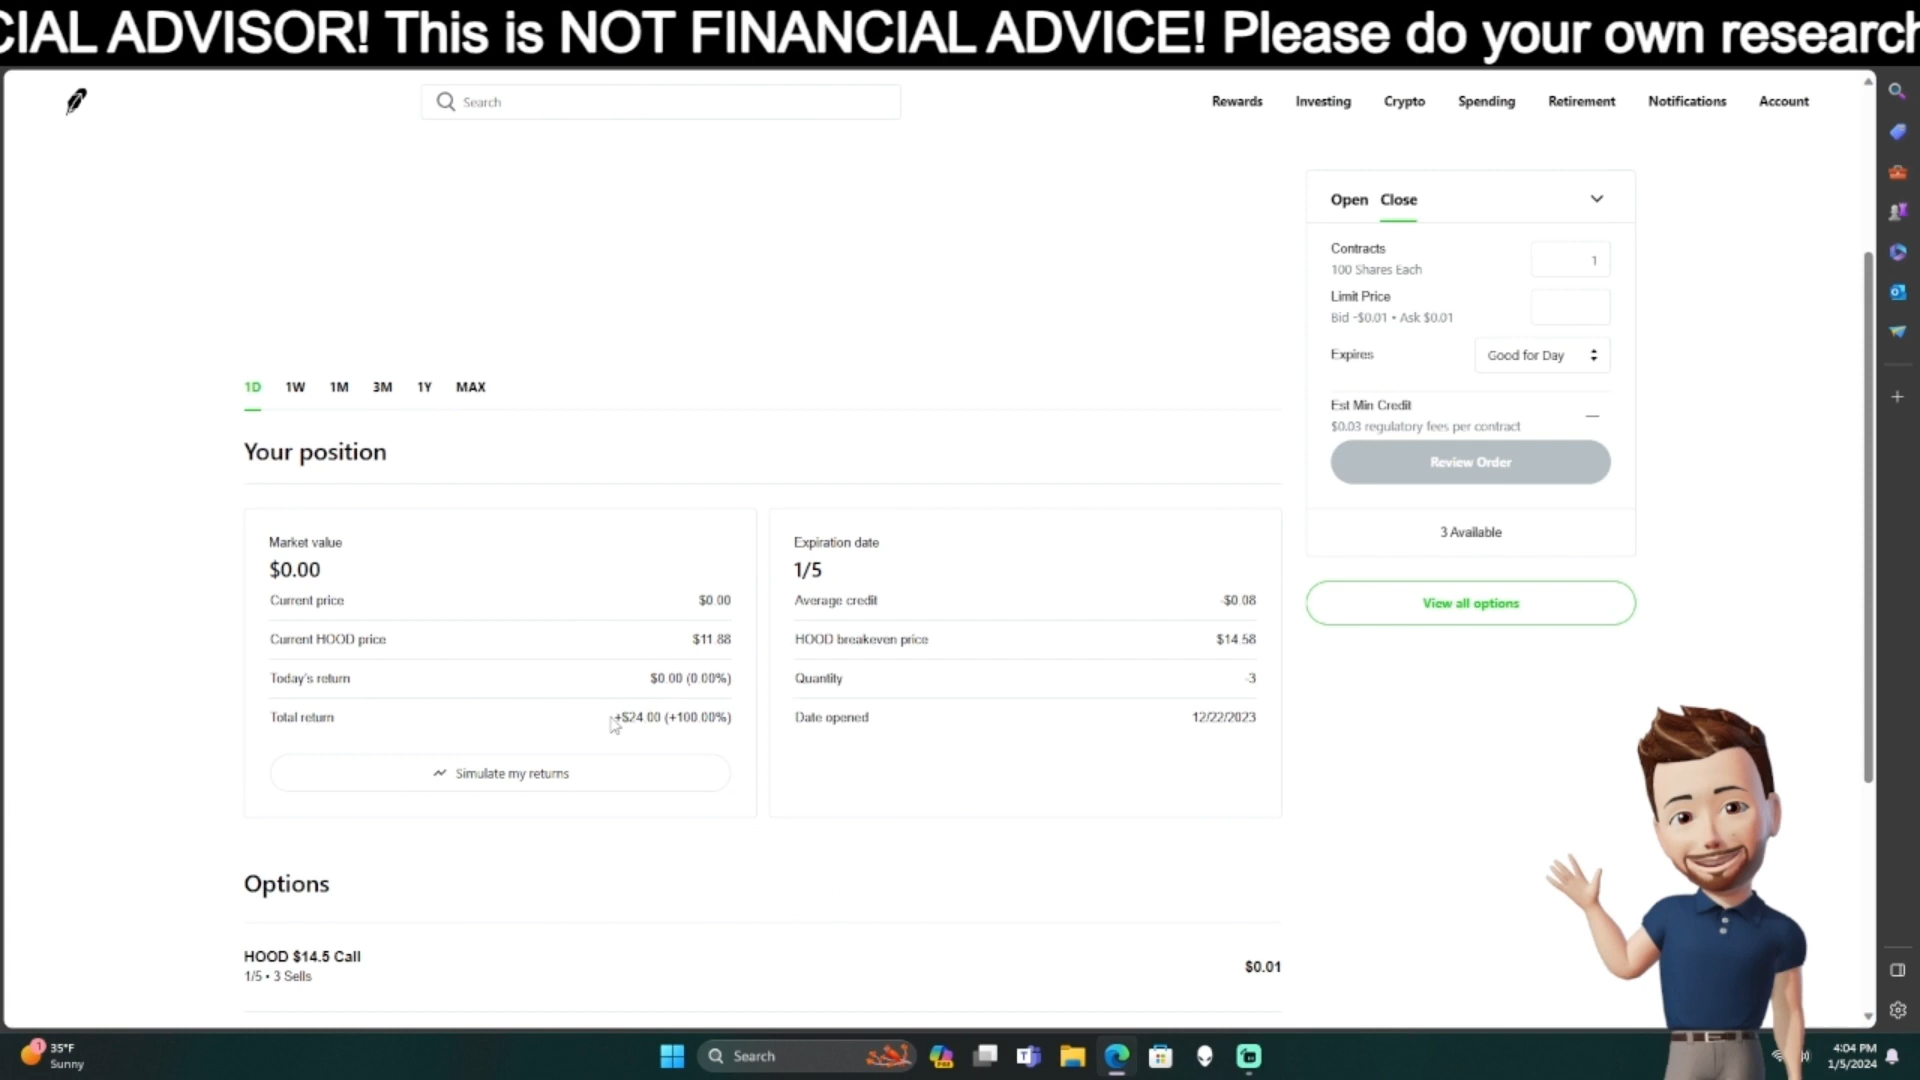 CIAL ADVISOR! This is NOT FINANCIAL ADVICE! Please do your own research
Search
Rewards
Investing
Crypto
Spending
Retirement
Notifications
Account
Open
Close
Contracts
100 Shares Each
1
Limit Price
Bid -$0.01 • Ask $0.01
Expires
Good for Day
Est Min Credit
—
$0.03 regulatory fees per contract
Review Order
3 Available
View all options
1D
1W
1M
3M
1Y
MAX
Your position
Market value
$0.00
Current price
$0.00
Current HOOD price
$11.88
Today's return
$0.00 (0.00%)
Total return
+$24.00 (+100.00%)
Simulate my returns
Expiration date
1/5
Average credit
-$0.08
HOOD breakeven price
$14.58
Quantity
-3
Date opened
12/22/2023
Options
HOOD $14.5 Call
1/5 • 3 Sells
$0.01
1
35°F
Sunny
Search
4:04 PM
1/5/2024